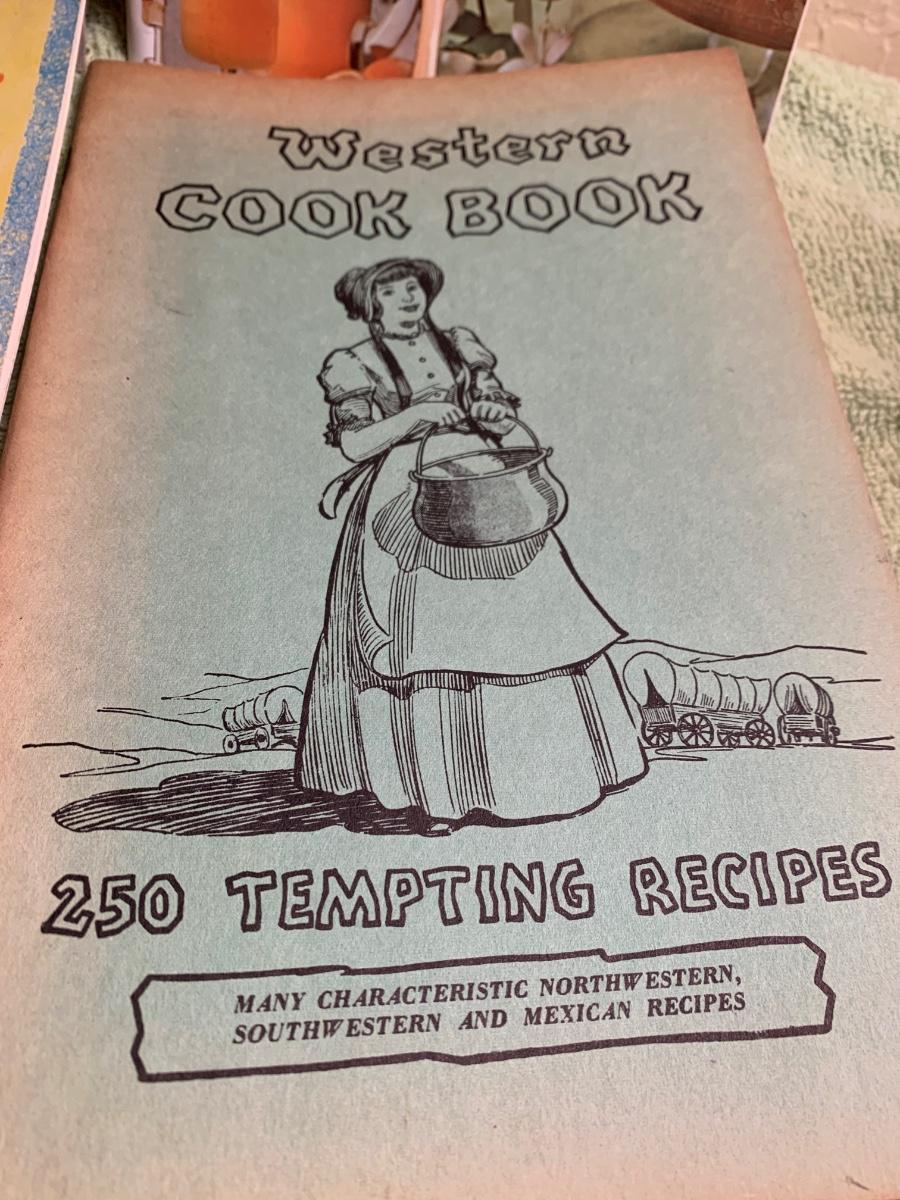 Western
COOK BOOK
250 TEMPTING RECIPES
MANY CHARACTERISTIC NORTHWESTERN,
SOUTHWESTERN AND MEXICAN RECIPES